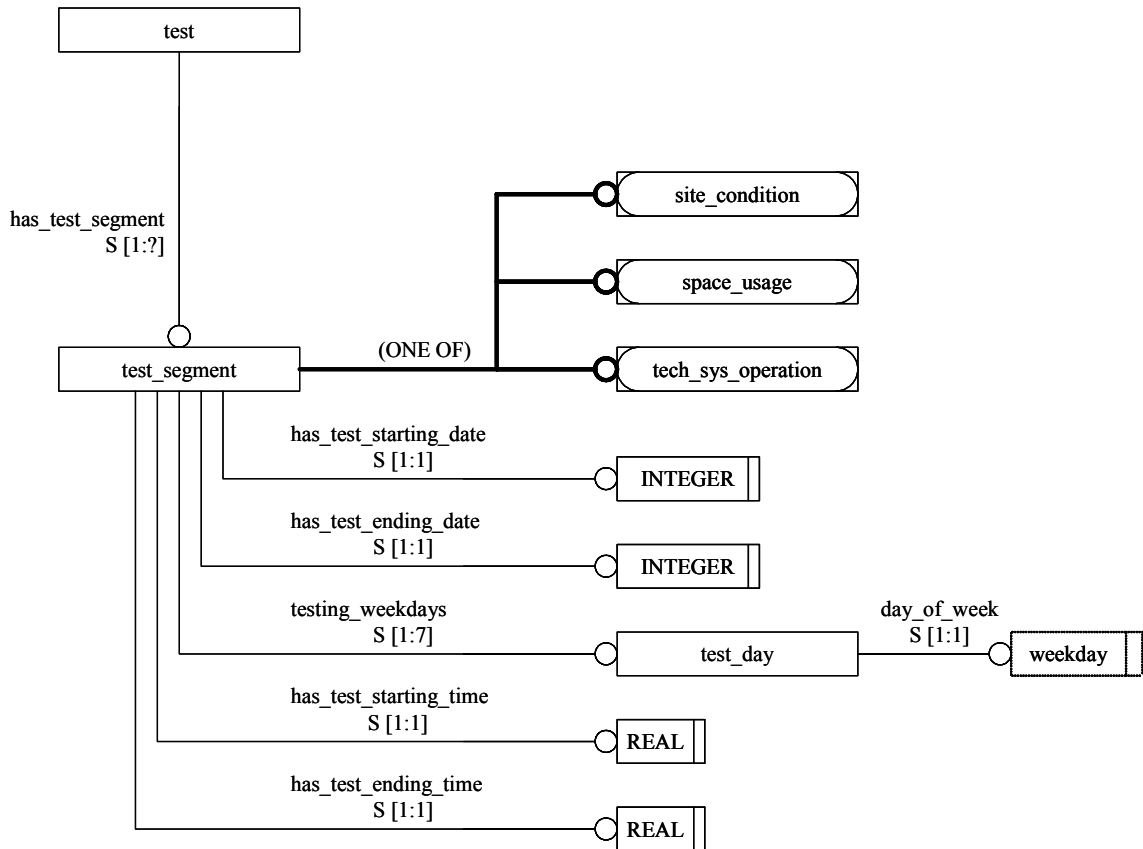 test
has_test_segment
S [1:?]
site_condition
space_usage
(ONE OF)
test_segment
tech_sys_operation
has_test_starting_date
S [1:1]
INTEGER
has_test_ending_date
S [1:1]
INTEGER
testing_weekdays
S [1:7]
test_day
day_of_week
S [1:1]
weekday
has_test_starting_time
S [1:1]
REAL
has_test_ending_time
S [1:1]
REAL